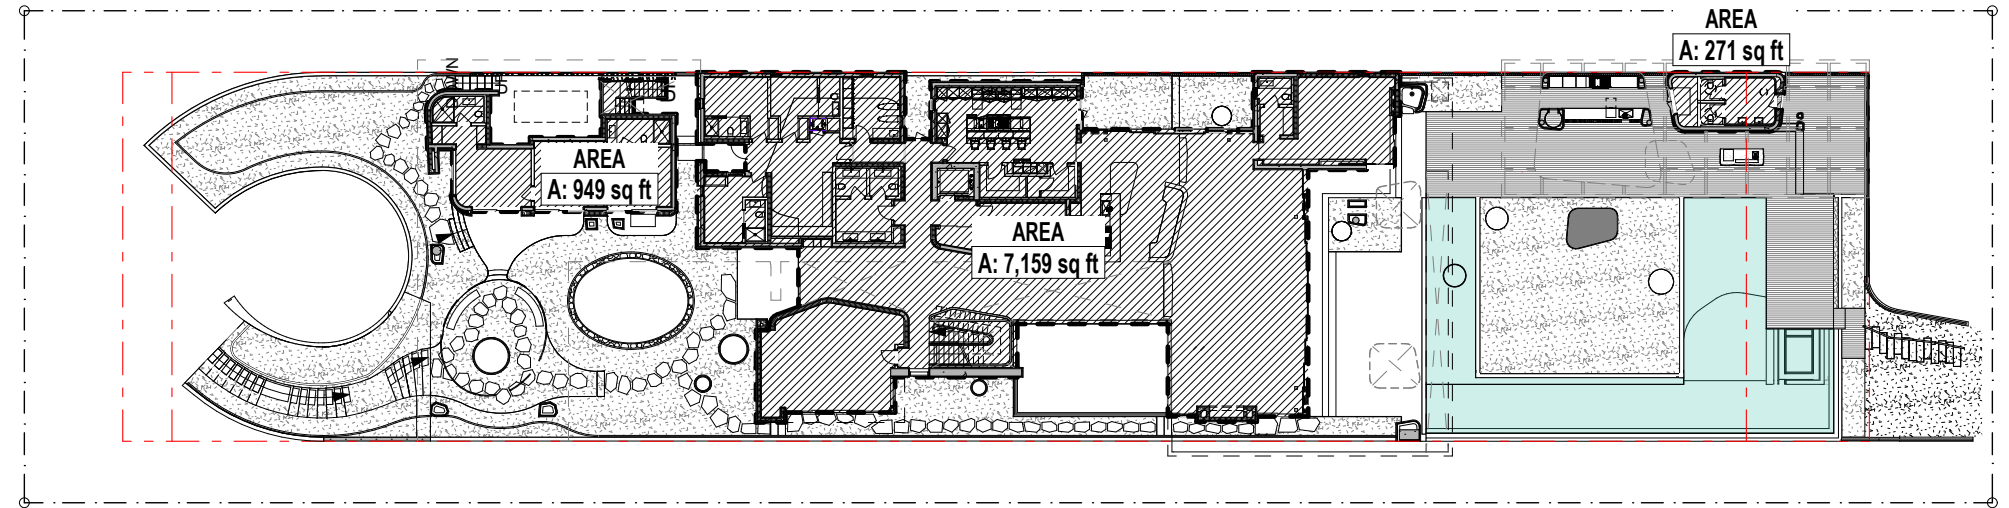 AREA
A: 271 sq ft
AREA
A: 949 sq ft
AREA
A: 7,159 sq ft